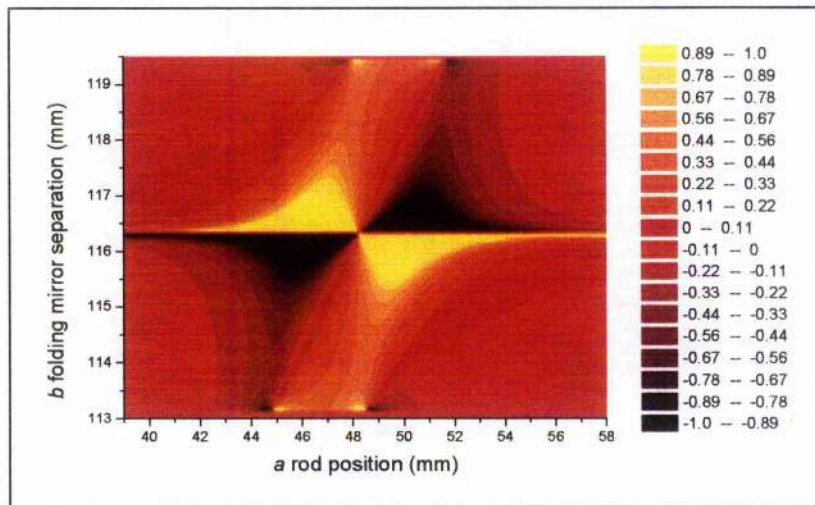 119
118
117
116
115
114
113
b folding mirror separation (mm)
40 42 44 46 48 50 52 54 56 58
a rod position (mm)
0.89 -- 1.0
0.78 -- 0.89
0.67 -- 0.78
0.56 -- 0.67
0.44 -- 0.56
0.33 -- 0.44
0.22 -- 0.33
0.11 -- 0.22
0 -- 0.11
-0.11 -- 0
-0.22 -- -0.11
-0.33 -- -0.22
-0.44 -- -0.33
-0.56 -- -0.44
-0.67 -- -0.56
-0.78 -- -0.67
-0.89 -- -0.78
-1.0 -- -0.89